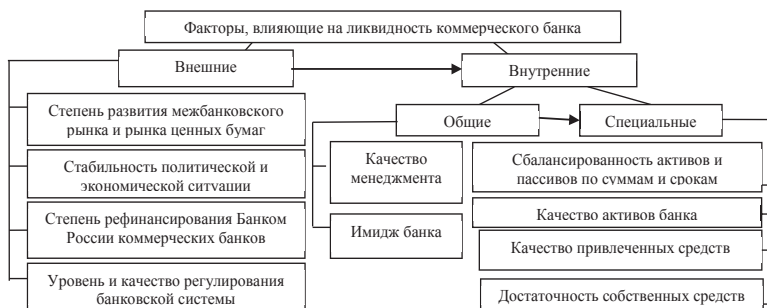 Факторы, влияющие на ликвидность коммерческого банка
Внешние
Внутренние
Степень развития межбанковского
рынка и рынка ценных бумаг
Стабильность политической и
экономической ситуации
Степень рефинансирования Банком
России коммерческих банков
Уровень и качество регулирования
банковской системы
Общие
Специальные
Качество
менеджмента
Имидж банка
Сбалансированность активов и
пассивов по суммам и срокам
Качество активов банка
Качество привлеченных средств
Достаточность собственных средств